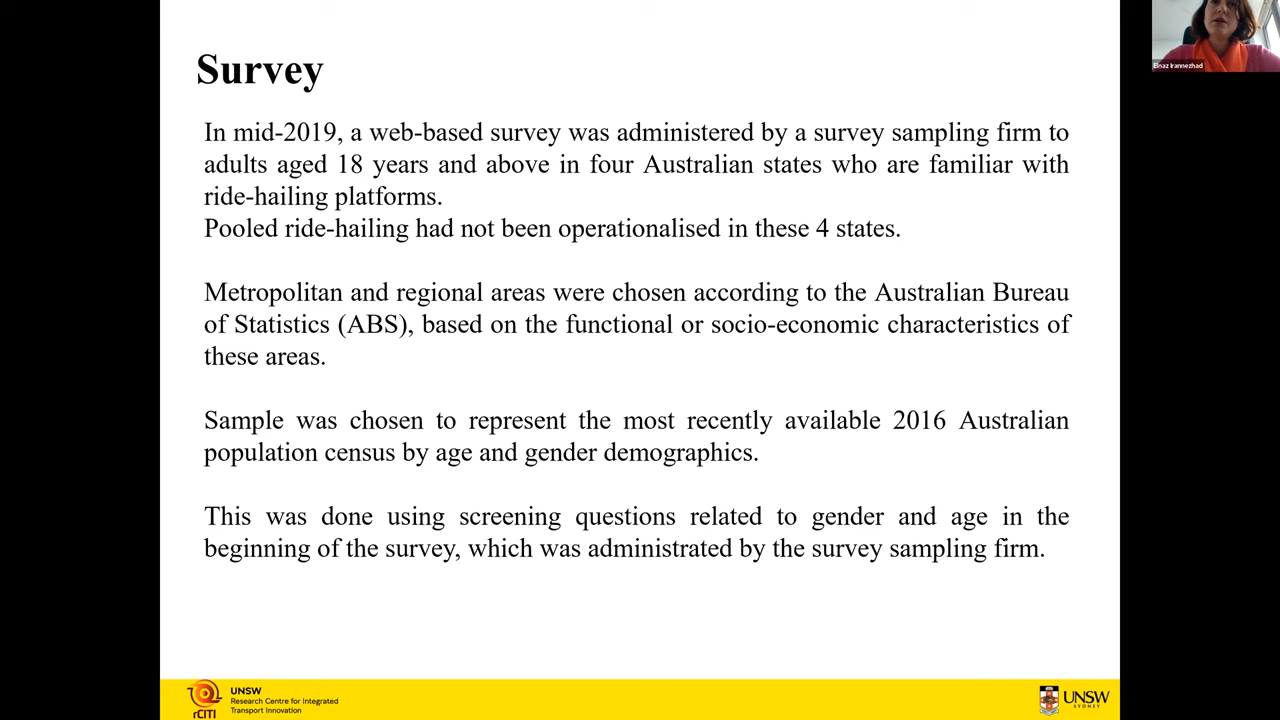 Survey
In mid-2019, a web-based survey was administered by a survey sampling firm to
adults aged 18 years and above in four Australian states who are familiar with
ride-hailing platforms.
Pooled ride-hailing had not been operationalised in these 4 states.
Metropolitan and regional areas were chosen according to the Australian Bureau
of Statistics (ABS), based on the functional or socio-economic characteristics of
these areas.
Sample was chosen to represent the most recently available 2016 Australian
population census by age and gender demographics.
This was done using screening questions related to gender and age in the
beginning of the survey, which was administrated by the survey sampling firm.
Elnaz Irannezhad
rCITI
UNSW
Research Centre for Integrated
Transport Innovation
UNSW
SYDNEY